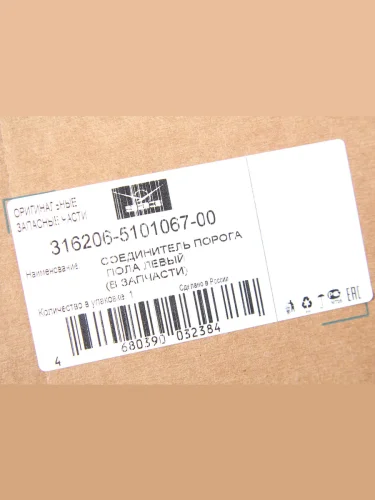 ОРИГИНАЛЬНЫЕ
ЗАПАСНЫЕ ЧАСТИ
316206-5101067-00
Наименование
СОЕДИНИТЕЛЬ ПОРОГА
ПОЛА ЛЕВЫЙ
(В ЗАПЧАСТИ)
Количество в упаковке: 1
Сделано в России
4 680390 032384
EAC